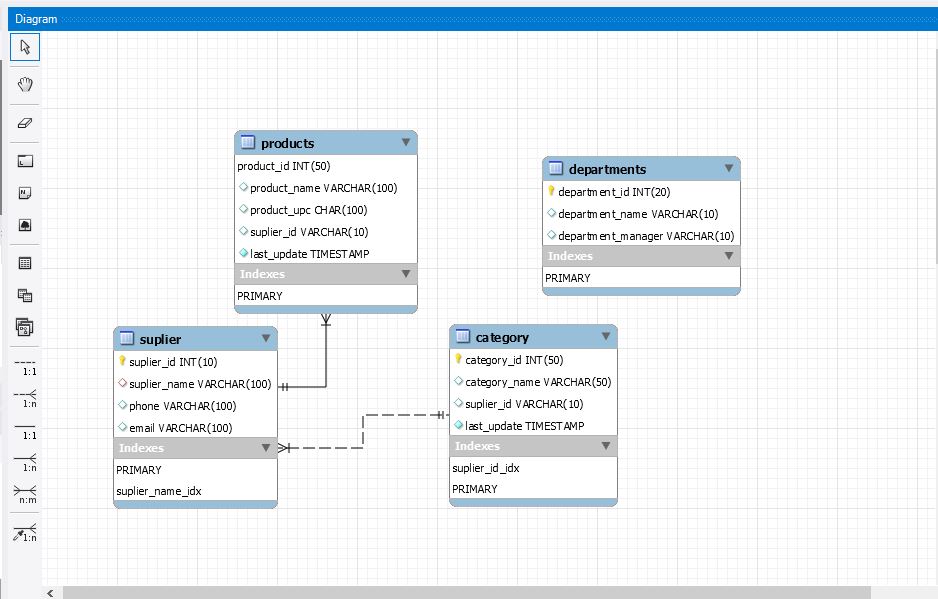 Diagram
products
product_id INT(50)
product_name VARCHAR(100)
product_upc CHAR(100)
suplier_id VARCHAR(10)
last_update TIMESTAMP
Indexes
PRIMARY
departments
department_id INT(20)
department_name VARCHAR(10)
department_manager VARCHAR(10)
Indexes
PRIMARY
suplier
suplier_id INT(10)
suplier_name VARCHAR(100)
phone VARCHAR(100)
email VARCHAR(100)
Indexes
PRIMARY
suplier_name_idx
category
category_id INT(50)
category_name VARCHAR(50)
suplier_id VARCHAR(10)
last_update TIMESTAMP
Indexes
suplier_id_idx
PRIMARY
1:1
1:n
1:1
1:n
n:m
1:n